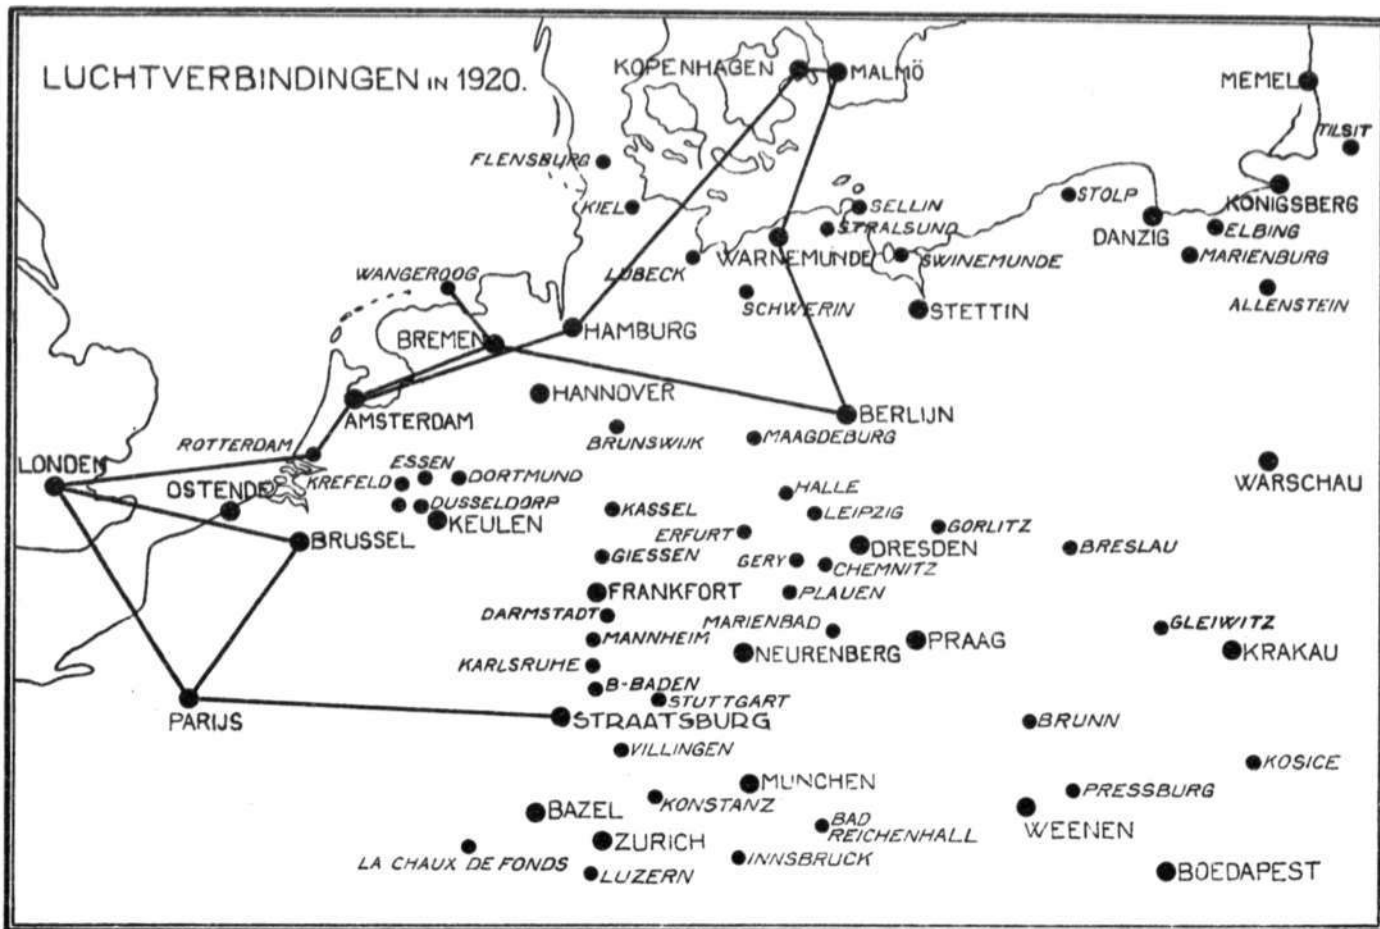 LUCHTVERBINDINGEN IN 1920.
KOPENHAGEN
MALMÖ
MEMEL
TILSIT
FLENSBURG
KIEL
SELLIN
STRALSUND
STOLP
KÖNIGSBERG
DANZIG
ELBING
WANGEROOG
LÜBECK
WARNEMUNDE
SWINEMUNDE
MARIENBURG
SCHWERIN
STETTIN
ALLENSTEIN
BREMEN
HAMBURG
HANNOVER
AMSTERDAM
BERLIJN
BRUNSWIJK
MAAGDEBURG
ROTTERDAM
LONDEN
ESSEN
KREFELD
DORTMUND
WARSCHAU
OSTENDE
DUSSELDORP
HALLE
KEULEN
KASSEL
LEIPZIG
ERFURT
GÖRLITZ
BRUSSEL
GIESSEN
GERY
DRESDEN
CHEMNITZ
BRESLAU
FRANKFORT
PLAUEN
DARMSTADT
MARIENBAD
GLEIWITZ
MANNHEIM
NEURENBERG
PRAAG
KRAKAU
KARLSRUHE
B-BADEN
STUTTGART
PARIJS
STRAATSBURG
BRUNN
VILLINGEN
KOSICE
MUNCHEN
KONSTANZ
PRESSBURG
BAZEL
BAD
REICHENHALL
WEENEN
ZURICH
LA CHAUX DE FONDS
INNSBRUCK
LUZERN
BOEDAPEST